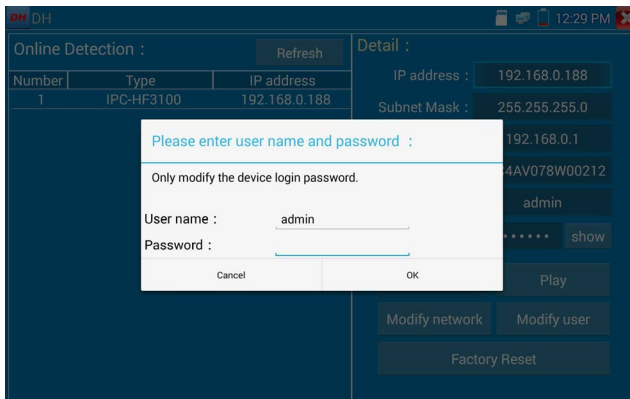 DH DH 12:29 PM
Online Detection : Refresh
Number Type IP address
1 IPC-HF3100 192.168.0.188
Detail :
IP address : 192.168.0.188
Subnet Mask : 255.255.255.0
192.168.0.1
4AV078W00212
admin
•••••• show
Play
Modify network Modify user
Factory Reset
Please enter user name and password :
Only modify the device login password.
User name : admin
Password :
Cancel OK